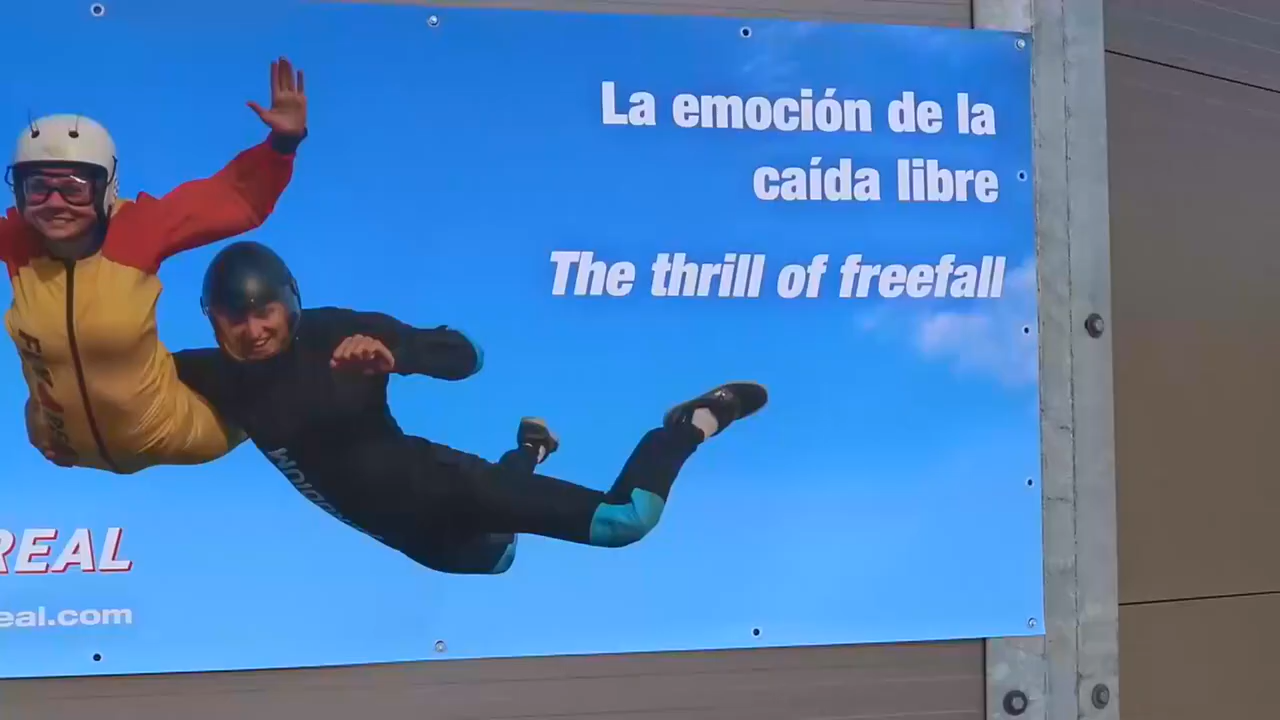 La emoción de la
caída libre
The thrill of freefall
REAL
eal.com